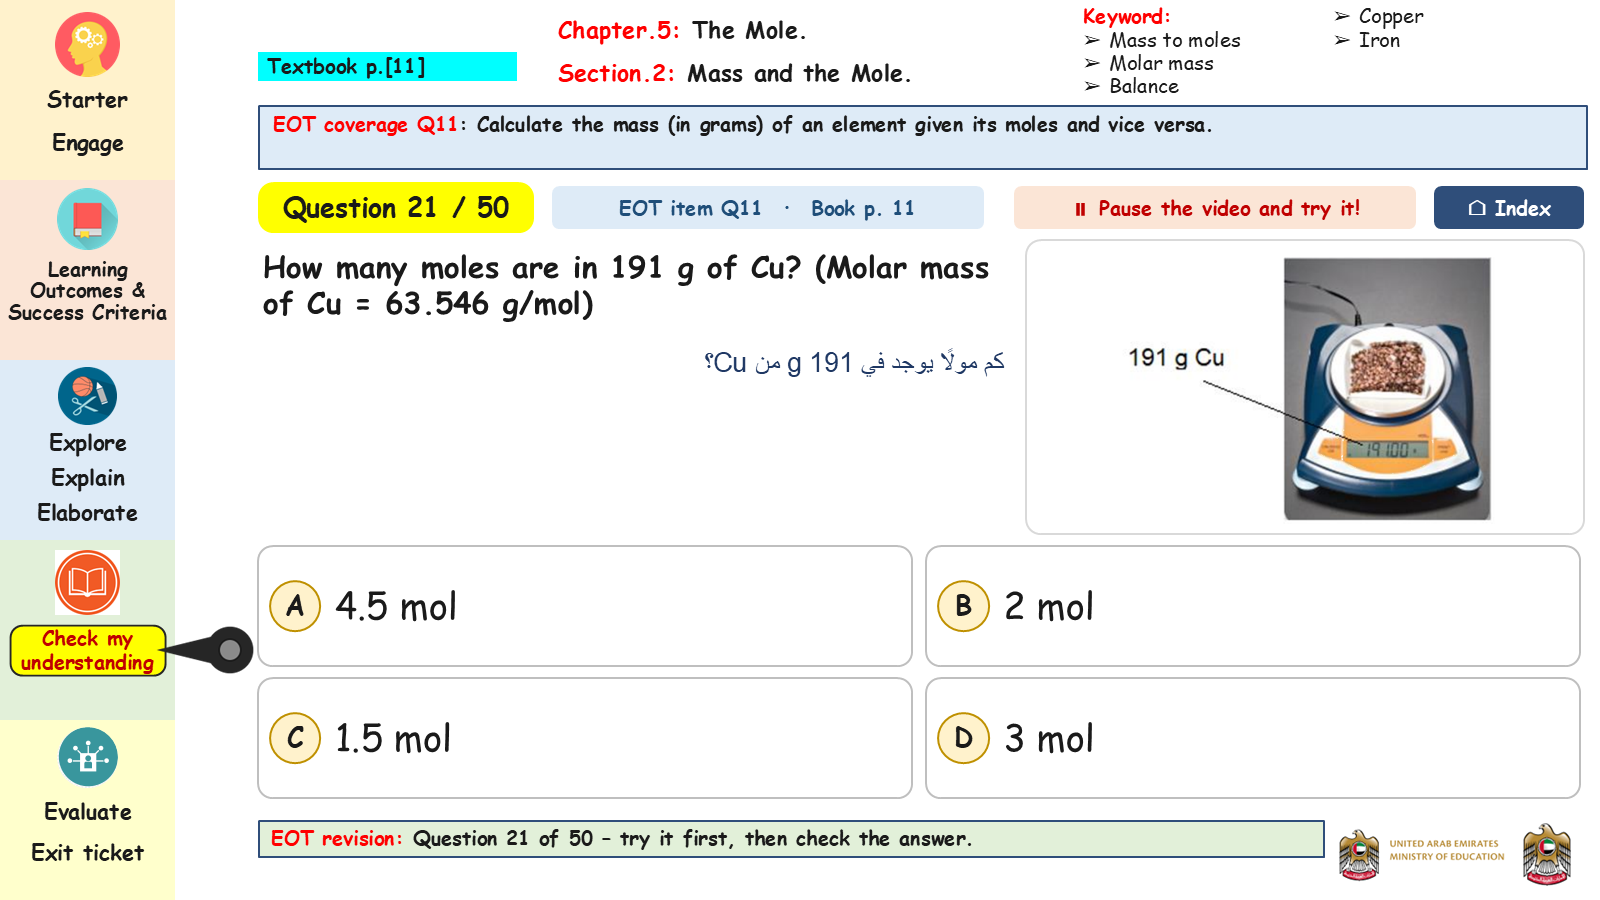 Starter
Engage
Learning
Outcomes &
Success Criteria
Explore
Explain
Elaborate
Check my
understanding
Evaluate
Exit ticket
Textbook p.[11]
Chapter.5: The Mole.
Section.2: Mass and the Mole.
Keyword:
➢ Mass to moles
➢ Molar mass
➢ Balance
➢ Copper
➢ Iron
EOT coverage Q11: Calculate the mass (in grams) of an element given its moles and vice versa.
Question 21 / 50
EOT item Q11 · Book p. 11
⏸ Pause the video and try it!
⌂ Index
How many moles are in 191 g of Cu? (Molar mass
of Cu = 63.546 g/mol)
كم مولًا يوجد في 191 g من Cu؟
191 g Cu
191.00
A 4.5 mol
B 2 mol
C 1.5 mol
D 3 mol
EOT revision: Question 21 of 50 – try it first, then check the answer.
UNITED ARAB EMIRATES
MINISTRY OF EDUCATION